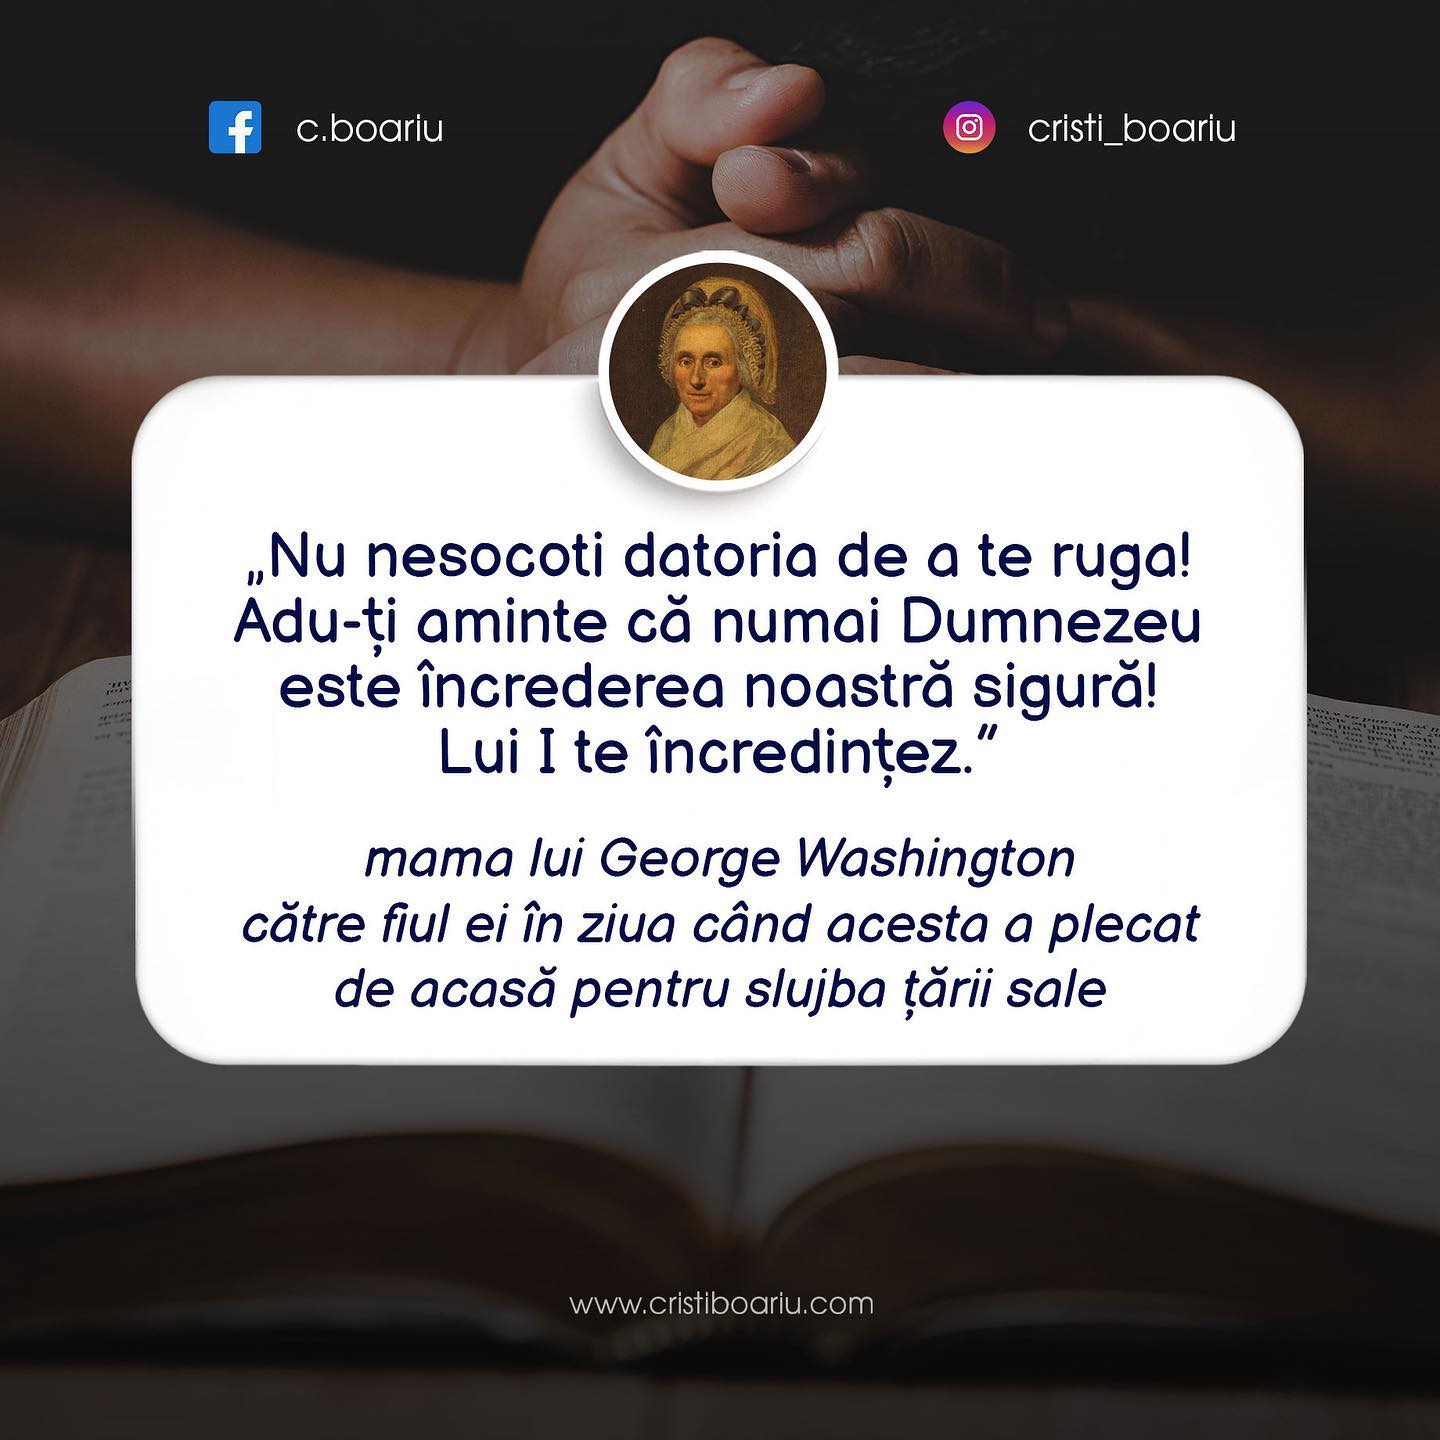 c.boariu
cristi_boariu
„Nu nesocoti datoria de a te ruga!
Adu-ți aminte că numai Dumnezeu
este încrederea noastră sigură!
Lui I te încredințez.”
mama lui George Washington
către fiul ei în ziua când acesta a plecat
de acasă pentru slujba țării sale
www.cristiboariu.com